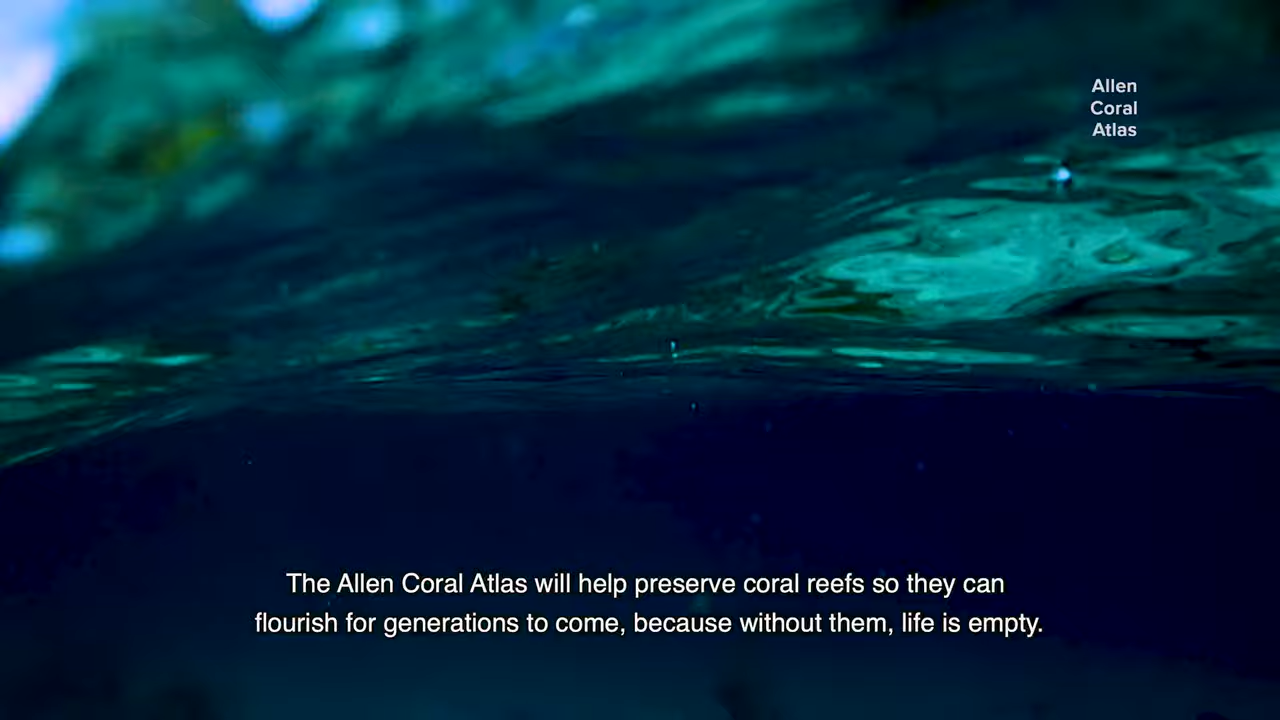 Allen
Coral
Atlas
The Allen Coral Atlas will help preserve coral reefs so they can
flourish for generations to come, because without them, life is empty.